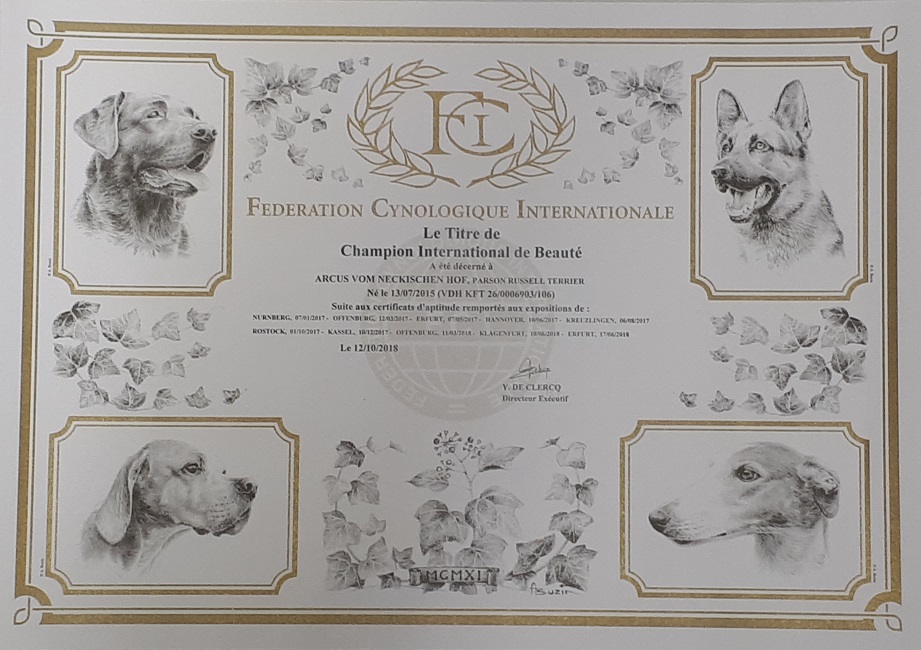 FCI
FEDERATION CYNOLOGIQUE INTERNATIONALE
Le Titre de
Champion International de Beauté
A été décerné à
ARCUS VOM NECKISCHEN HOF, PARSON RUSSELL TERRIER
Né le 13/07/2015 (VDH KFT 26/0006903/106)
Suite aux certificats d'aptitude remportés aux expositions de :
NURNBERG, 07/01/2017 - OFFENBURG, 12/03/2017 - ERFURT, 07/05/2017 - HANNOVER, 10/06/2017 - KREUZLINGEN, 06/08/2017
ROSTOCK, 01/10/2017 - KASSEL, 10/12/2017 - OFFENBURG, 11/03/2018 - KLAGENFURT, 10/06/2018 - ERFURT, 17/06/2018
Le 12/10/2018
Y. DE CLERCQ
Directeur Exécutif
MCMXI
A Suzin